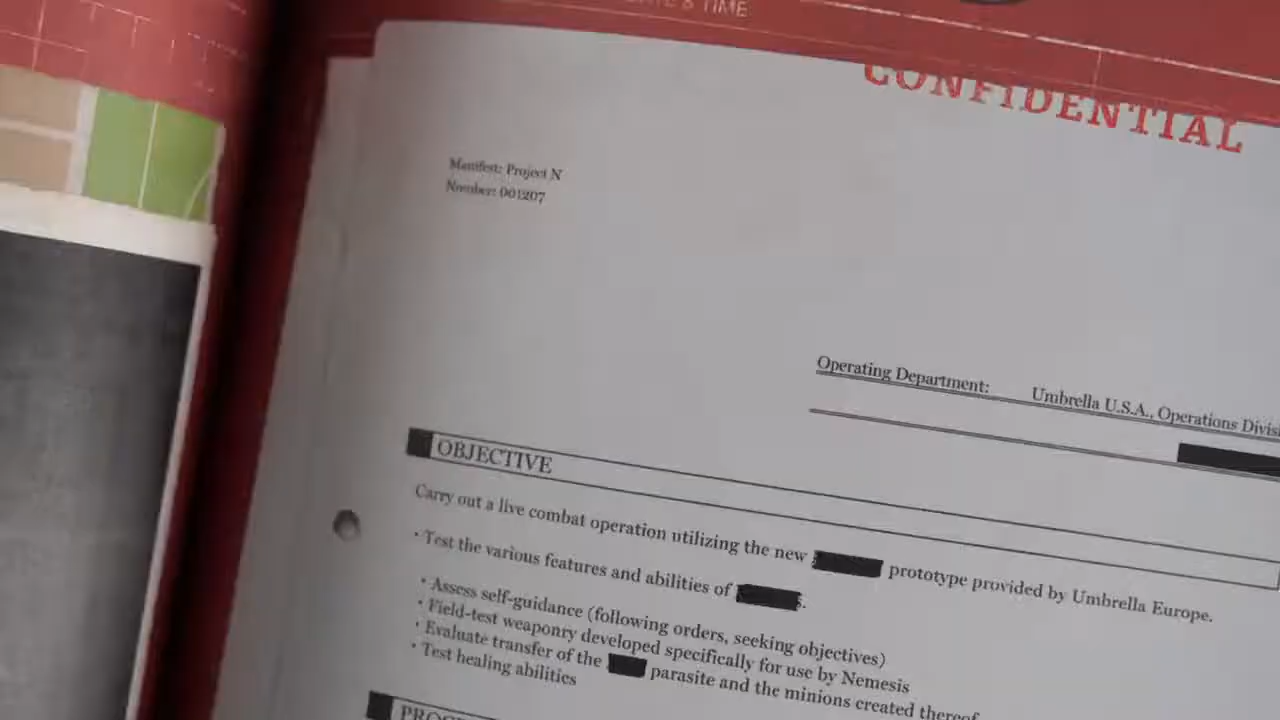 & TIME
CONFIDENTIAL
Manifest: Project N
Number: 001207
Operating Department: Umbrella U.S.A., Operations
OBJECTIVE
Carry out a live combat operation utilizing the new prototype provided by Umbrella Europe.
• Test the various features and abilities of .
• Assess self-guidance (following orders, seeking objectives)
• Field-test weaponry developed specifically for use by Nemesis
• Evaluate transfer of the parasite and the minions created thereof
• Test healing abilities